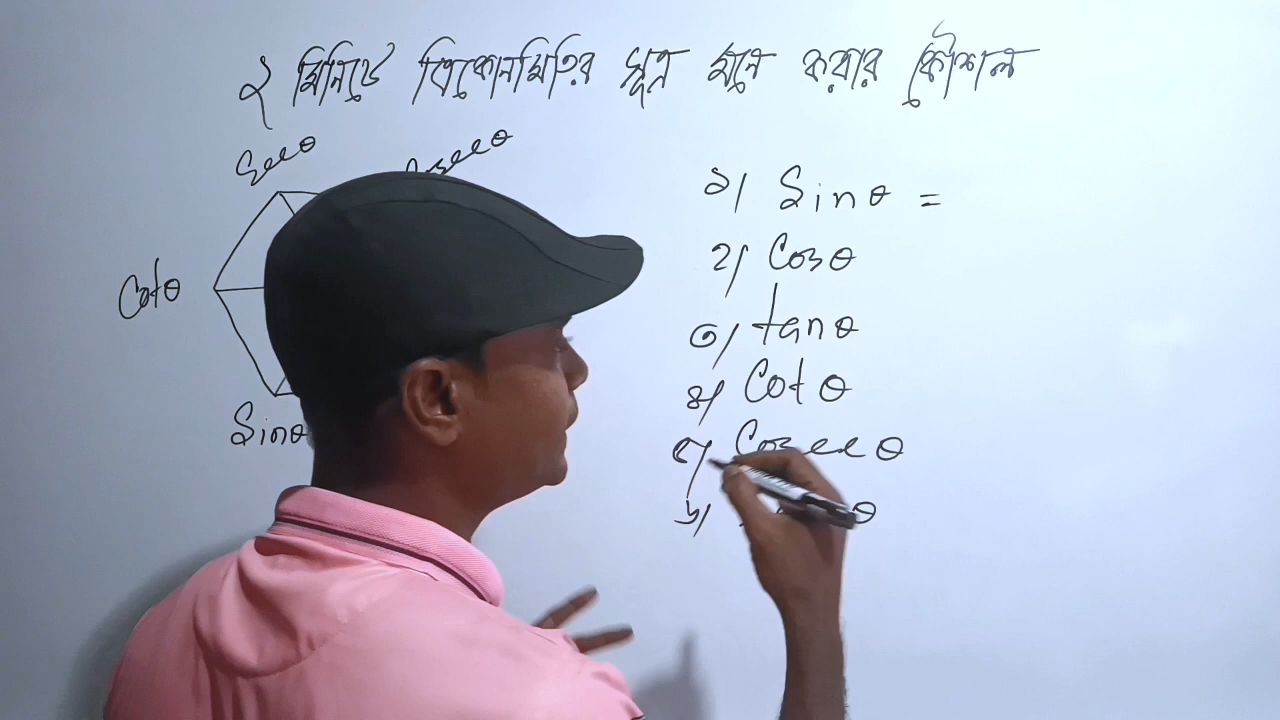 ২ মিনিটে ত্রিকোনমিতির সূত্র মনে করার কৌশল
Secθ
Cosecθ
Cotθ
Sinθ
১/ Sinθ =
২/ Cosθ
৩/ tanθ
৪/ Cotθ
৫/ Cosecθ
৬/ θ